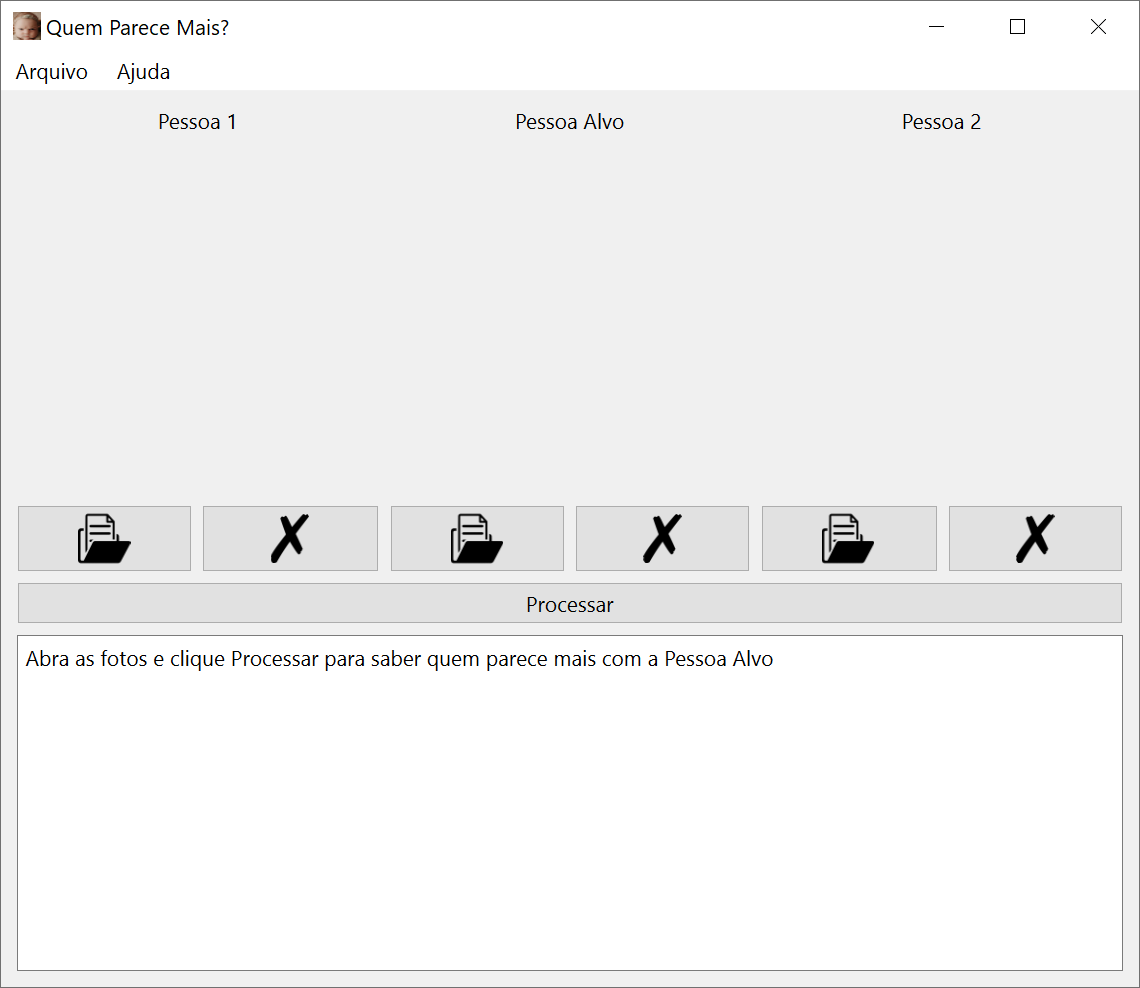 Quem Parece Mais?
Arquivo Ajuda
Pessoa 1 Pessoa Alvo Pessoa 2
Processar
Abra as fotos e clique Processar para saber quem parece mais com a Pessoa Alvo